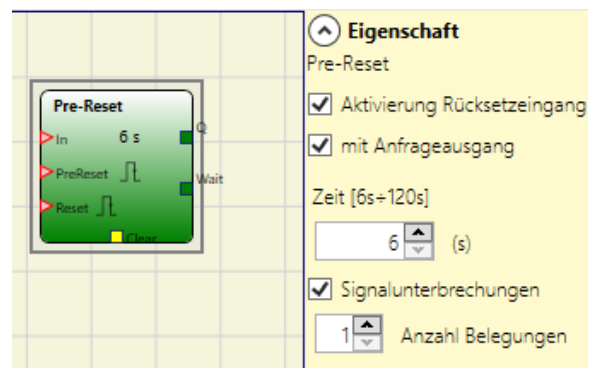 Pre-Reset
In
6 s
Q
PreReset
Wait
Reset
Clear
Eigenschaft
Pre-Reset
Aktivierung Rücksetzeingang
mit Anfrageausgang
Zeit [6s÷120s]
6 (s)
Signalunterbrechungen
1 Anzahl Belegungen